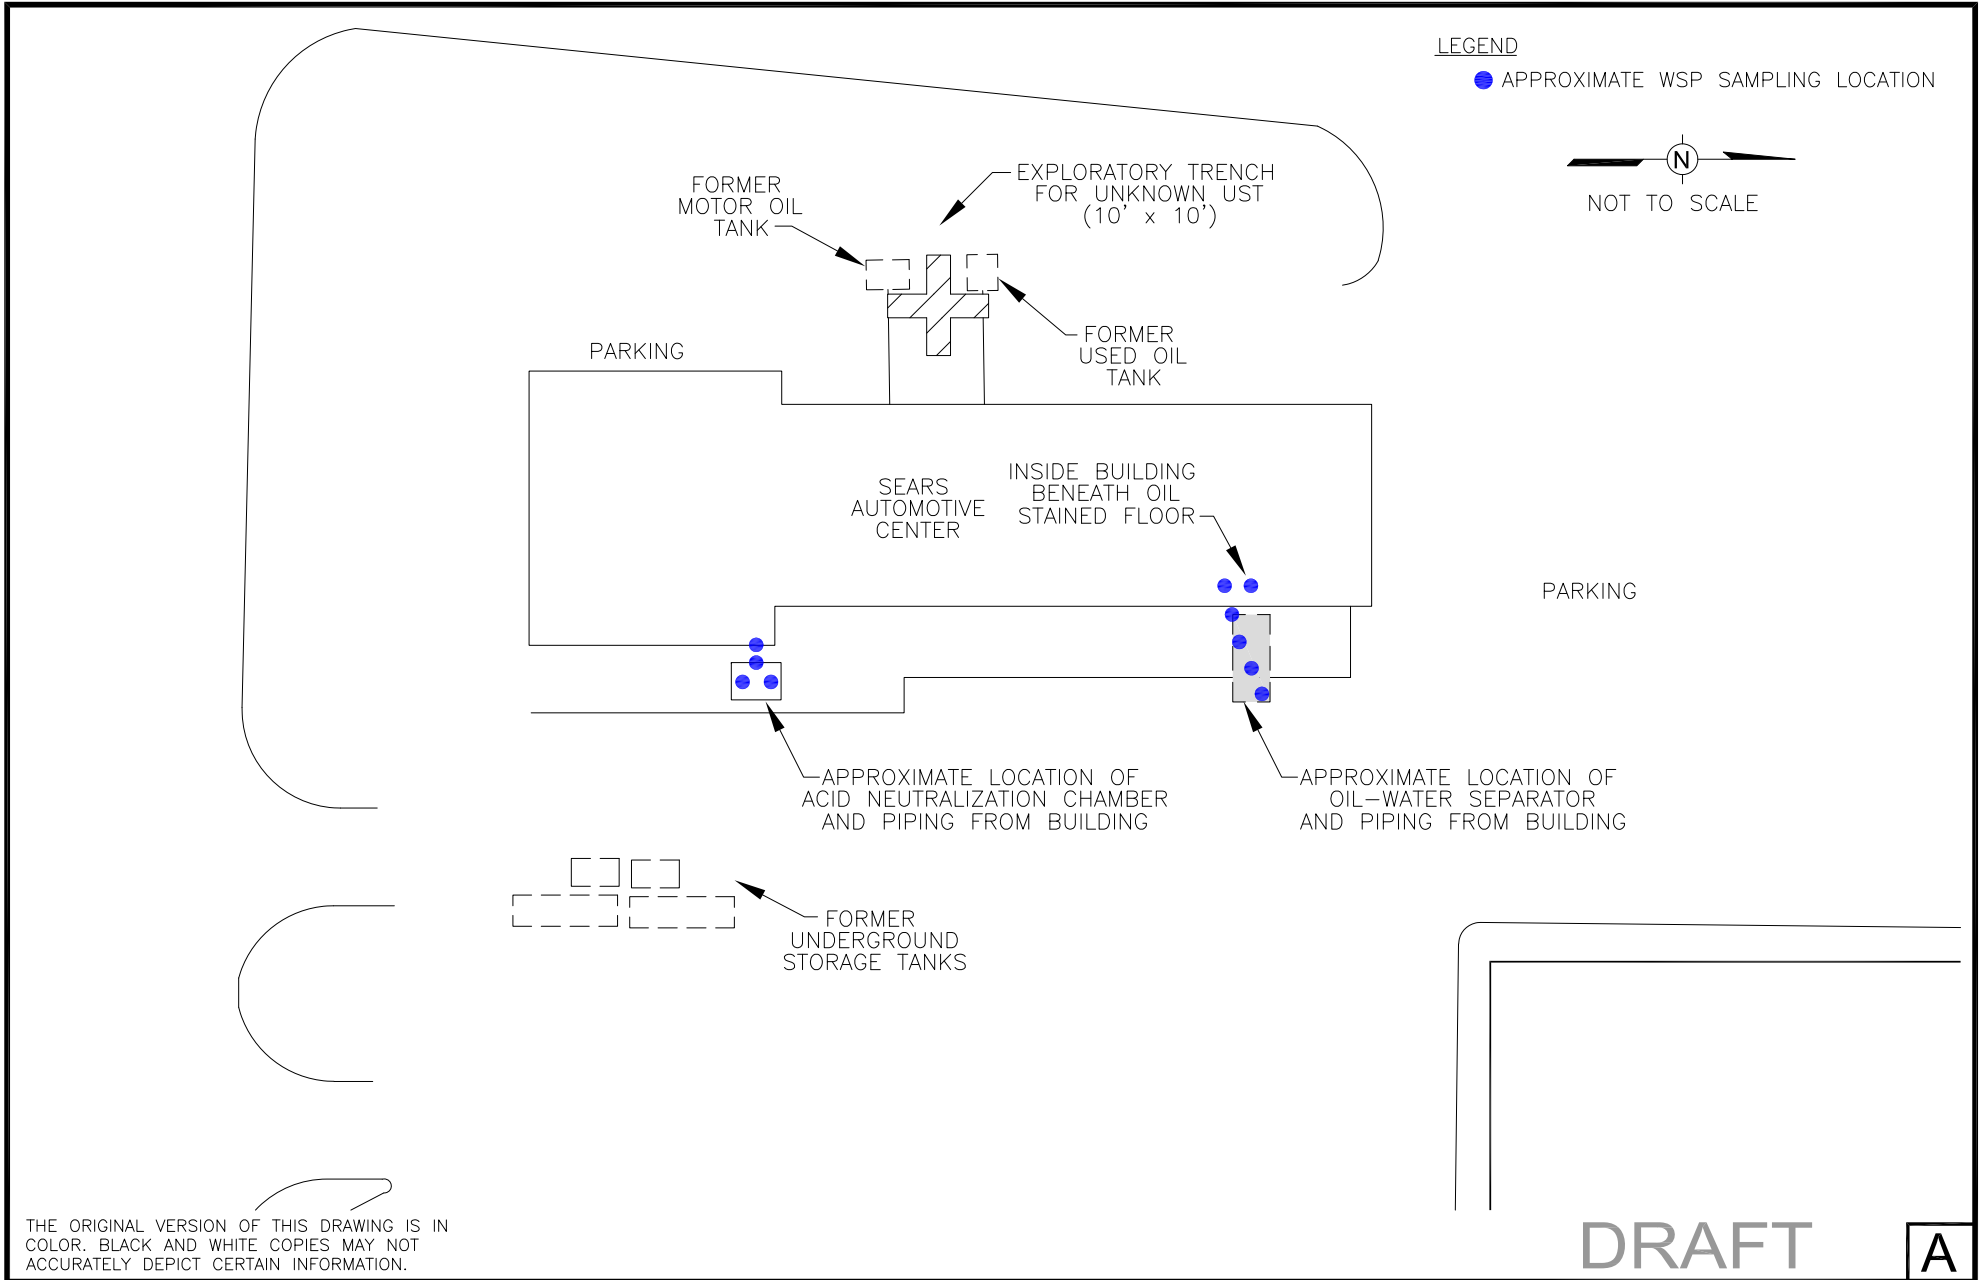 LEGEND
APPROXIMATE WSP SAMPLING LOCATION
N
NOT TO SCALE
EXPLORATORY TRENCH
FOR UNKNOWN UST
(10' x 10')
FORMER
MOTOR OIL
TANK
FORMER
USED OIL
TANK
PARKING
SEARS
AUTOMOTIVE
CENTER
INSIDE BUILDING
BENEATH OIL
STAINED FLOOR
PARKING
APPROXIMATE LOCATION OF
ACID NEUTRALIZATION CHAMBER
AND PIPING FROM BUILDING
APPROXIMATE LOCATION OF
OIL-WATER SEPARATOR
AND PIPING FROM BUILDING
FORMER
UNDERGROUND
STORAGE TANKS
THE ORIGINAL VERSION OF THIS DRAWING IS IN
COLOR. BLACK AND WHITE COPIES MAY NOT
ACCURATELY DEPICT CERTAIN INFORMATION.
DRAFT
A